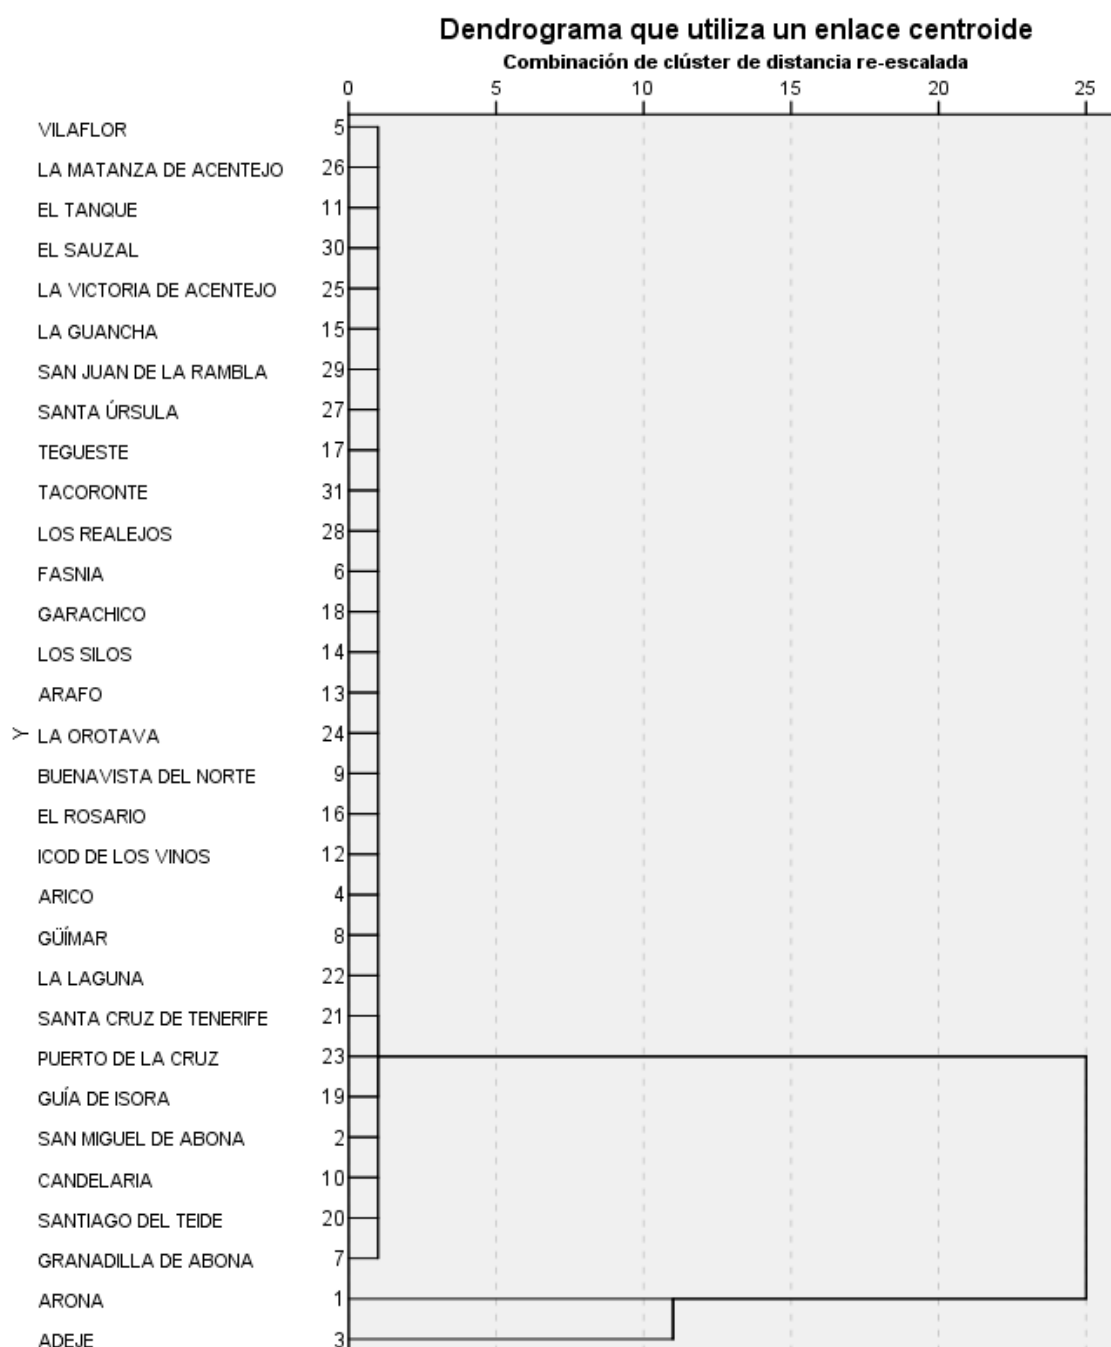 Dendrograma que utiliza un enlace centroide
Combinación de clúster de distancia re-escalada
0 5 10 15 20 25
VILAFLOR 5
LA MATANZA DE ACENTEJO 26
EL TANQUE 11
EL SAUZAL 30
LA VICTORIA DE ACENTEJO 25
LA GUANCHA 15
SAN JUAN DE LA RAMBLA 29
SANTA ÚRSULA 27
TEGUESTE 17
TACORONTE 31
LOS REALEJOS 28
FASNIA 6
GARACHICO 18
LOS SILOS 14
ARAFO 13
Y LA OROTAVA 24
BUENAVISTA DEL NORTE 9
EL ROSARIO 16
ICOD DE LOS VINOS 12
ARICO 4
GÜÍMAR 8
LA LAGUNA 22
SANTA CRUZ DE TENERIFE 21
PUERTO DE LA CRUZ 23
GUÍA DE ISORA 19
SAN MIGUEL DE ABONA 2
CANDELARIA 10
SANTIAGO DEL TEIDE 20
GRANADILLA DE ABONA 7
ARONA 1
ADEJE 3